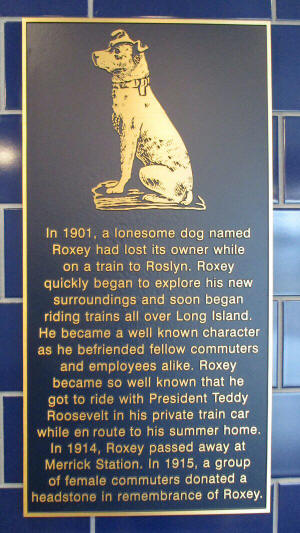 In 1901, a lonesome dog named
Roxey had lost its owner while
on a train to Roslyn. Roxey
quickly began to explore his new
surroundings and soon began
riding trains all over Long Island.
He became a well known character
as he befriended fellow commuters
and employees alike. Roxey
became so well known that he
got to ride with President Teddy
Roosevelt in his private train car
while en route to his summer home.
In 1914, Roxey passed away at
Merrick Station. In 1915, a group
of female commuters donated a
headstone in remembrance of Roxey.